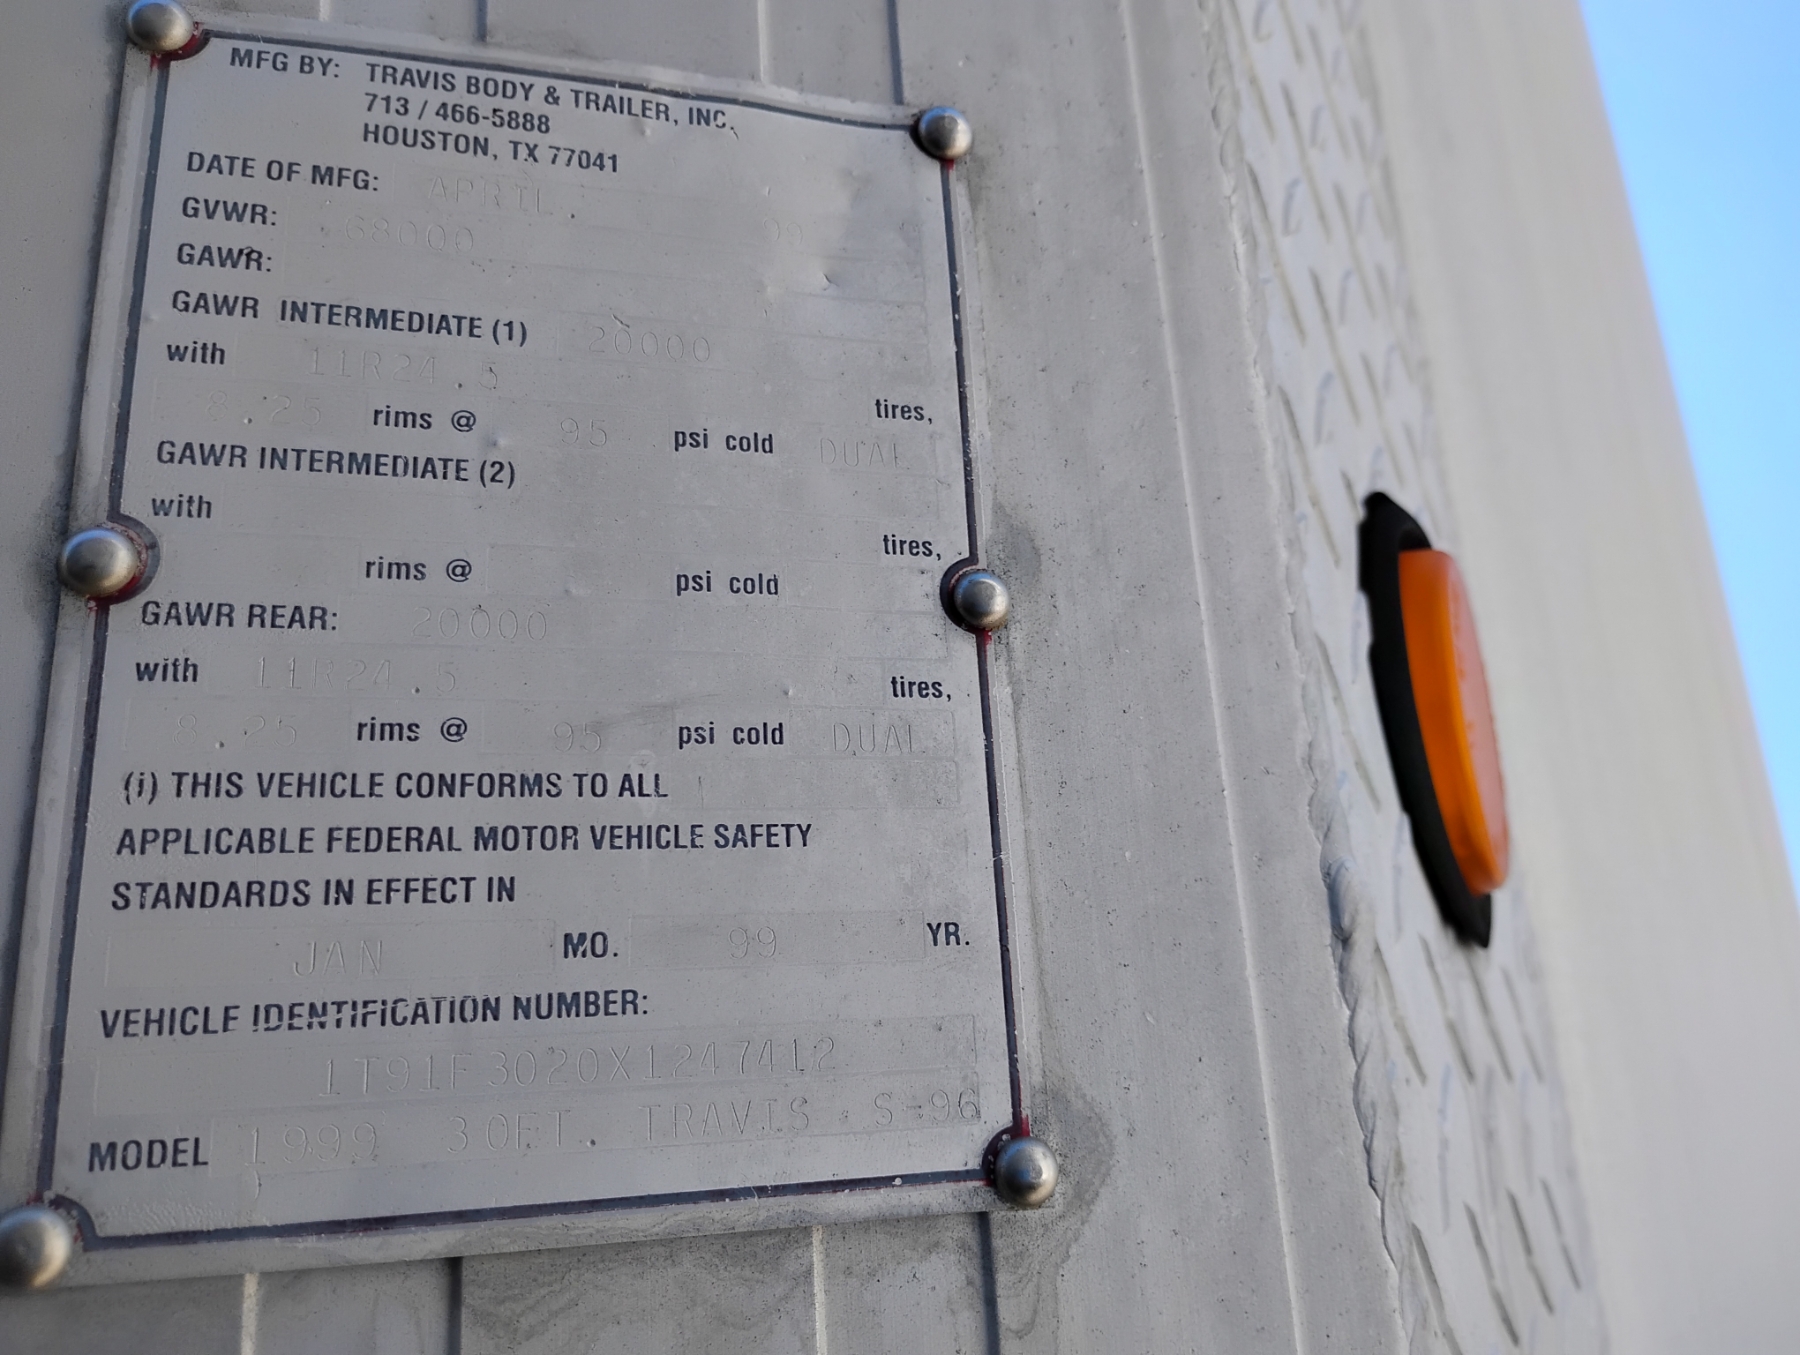 MFG BY: TRAVIS BODY & TRAILER, INC.
713 / 466-5888
HOUSTON, TX 77041
DATE OF MFG: APRIL. 99
GVWR: 68000
GAWR:
GAWR INTERMEDIATE (1) 20000
with 11R24.5 tires,
8.25 rims @ 95 psi cold DUAL
GAWR INTERMEDIATE (2)
with tires,
rims @ psi cold
GAWR REAR: 20000
with 11R24.5 tires,
8.25 rims @ 95 psi cold DUAL
(i) THIS VEHICLE CONFORMS TO ALL
APPLICABLE FEDERAL MOTOR VEHICLE SAFETY
STANDARDS IN EFFECT IN
JAN MO. 99 YR.
VEHICLE IDENTIFICATION NUMBER:
1T91F3020X1247412
MODEL 1999 30FT. TRAVIS S-96